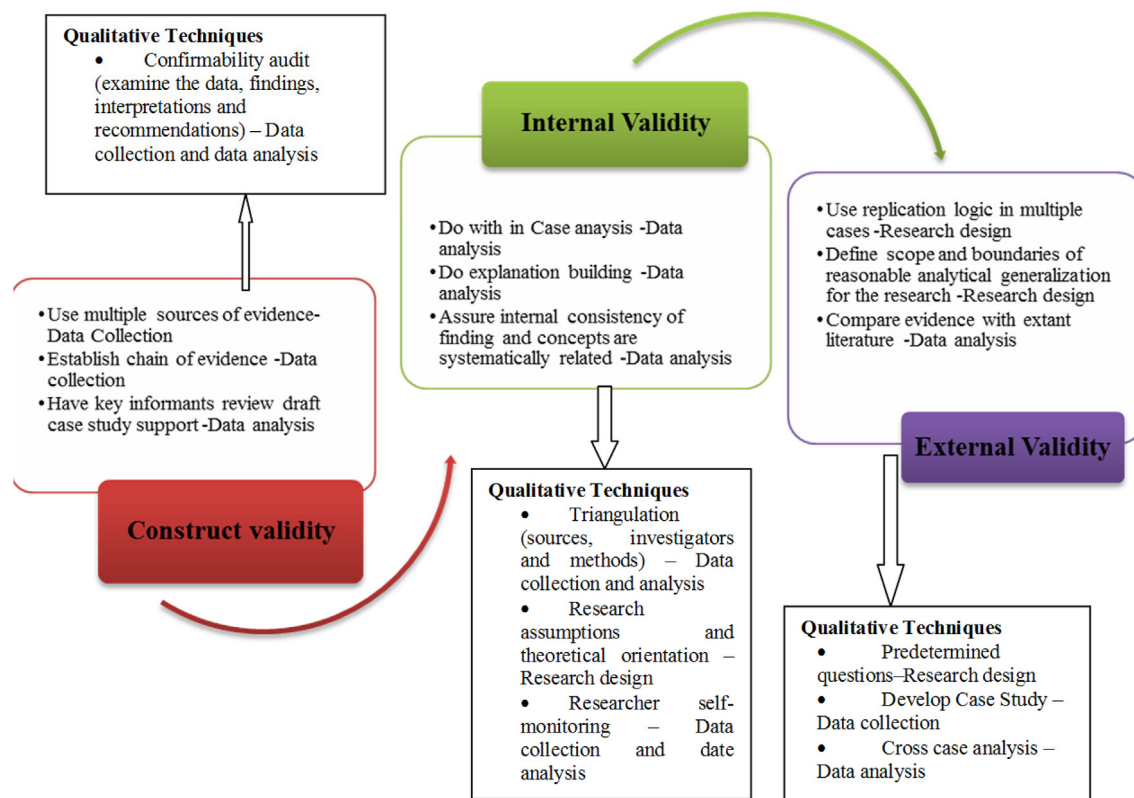 Qualitative Techniques
• Confirmability audit
(examine the data, findings,
interpretations and
recommendations) – Data
collection and data analysis
• Use multiple sources of evidence-
Data Collection
• Establish chain of evidence -Data
collection
• Have key informants review draft
case study support -Data analysis
Construct validity
Internal Validity
• Do with in Case anaysis -Data
analysis
• Do explanation building -Data
analysis
• Assure internal consistency of
finding and concepts are
systematically related -Data analysis
Qualitative Techniques
• Triangulation
(sources, investigators
and methods) – Data
collection and analysis
• Research
assumptions and
theoretical orientation –
Research design
• Researcher self-
monitoring – Data
collection and date
analysis
• Use replication logic in multiple
cases -Research design
• Define scope and boundaries of
reasonable analytical generalization
for the research -Research design
• Compare evidence with extant
literature -Data analysis
External Validity
Qualitative Techniques
• Predetermined
questions–Research design
• Develop Case Study –
Data collection
• Cross case analysis –
Data analysis